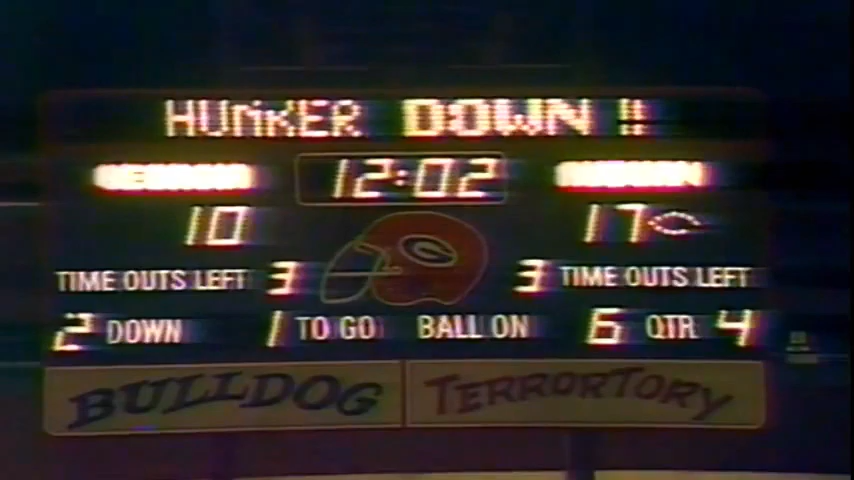 HUNKER DOWN!!
12:02
10 17
TIME OUTS LEFT 3 3 TIME OUTS LEFT
2 DOWN 1 TO GO BALL ON 6 QTR 4
BULLDOG TERRORTORY